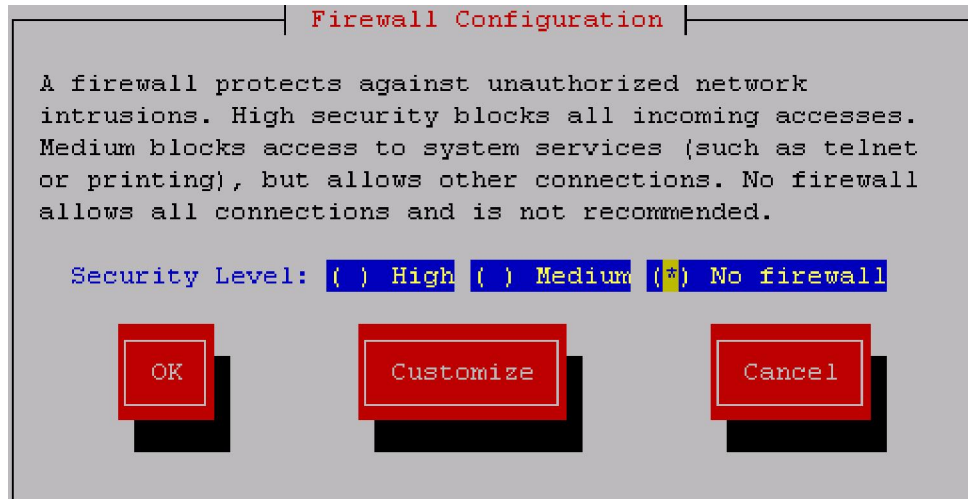 Firewall Configuration
A firewall protects against unauthorized network
intrusions. High security blocks all incoming accesses.
Medium blocks access to system services (such as telnet
or printing), but allows other connections. No firewall
allows all connections and is not recommended.
Security Level: ( ) High ( ) Medium (*) No firewall
OK Customize Cancel